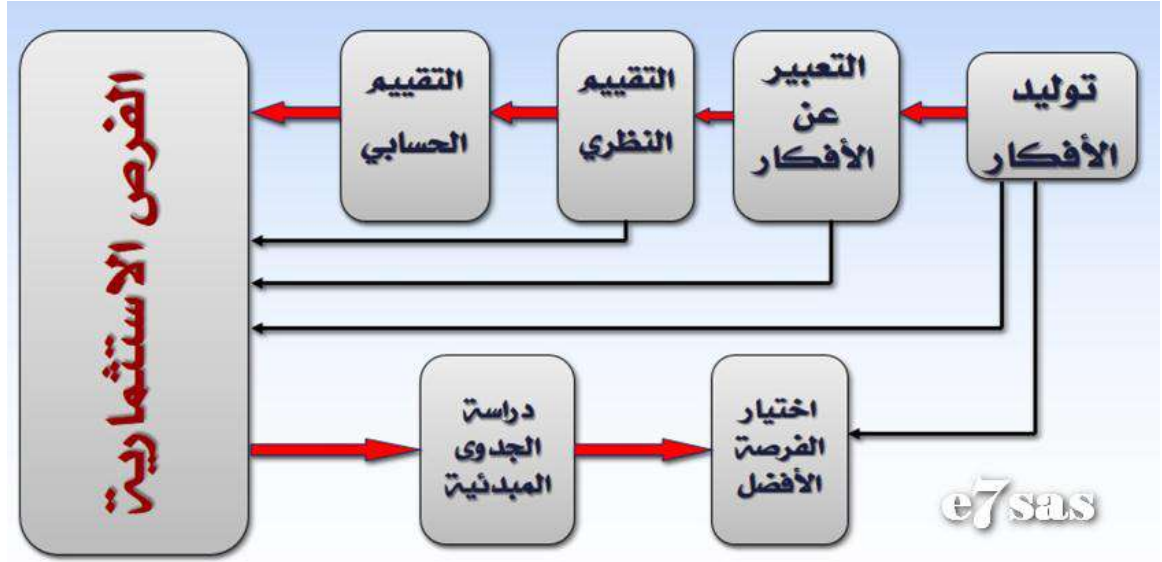 توليد
الأفكار
التعبير
عن
الأفكار
التقييم
النظري
التقييم
الحسابي
الفرص الاستثمارية
دراسة
الجدوى
المبدئية
اختيار
الفرصة
الأفضل
e7sas